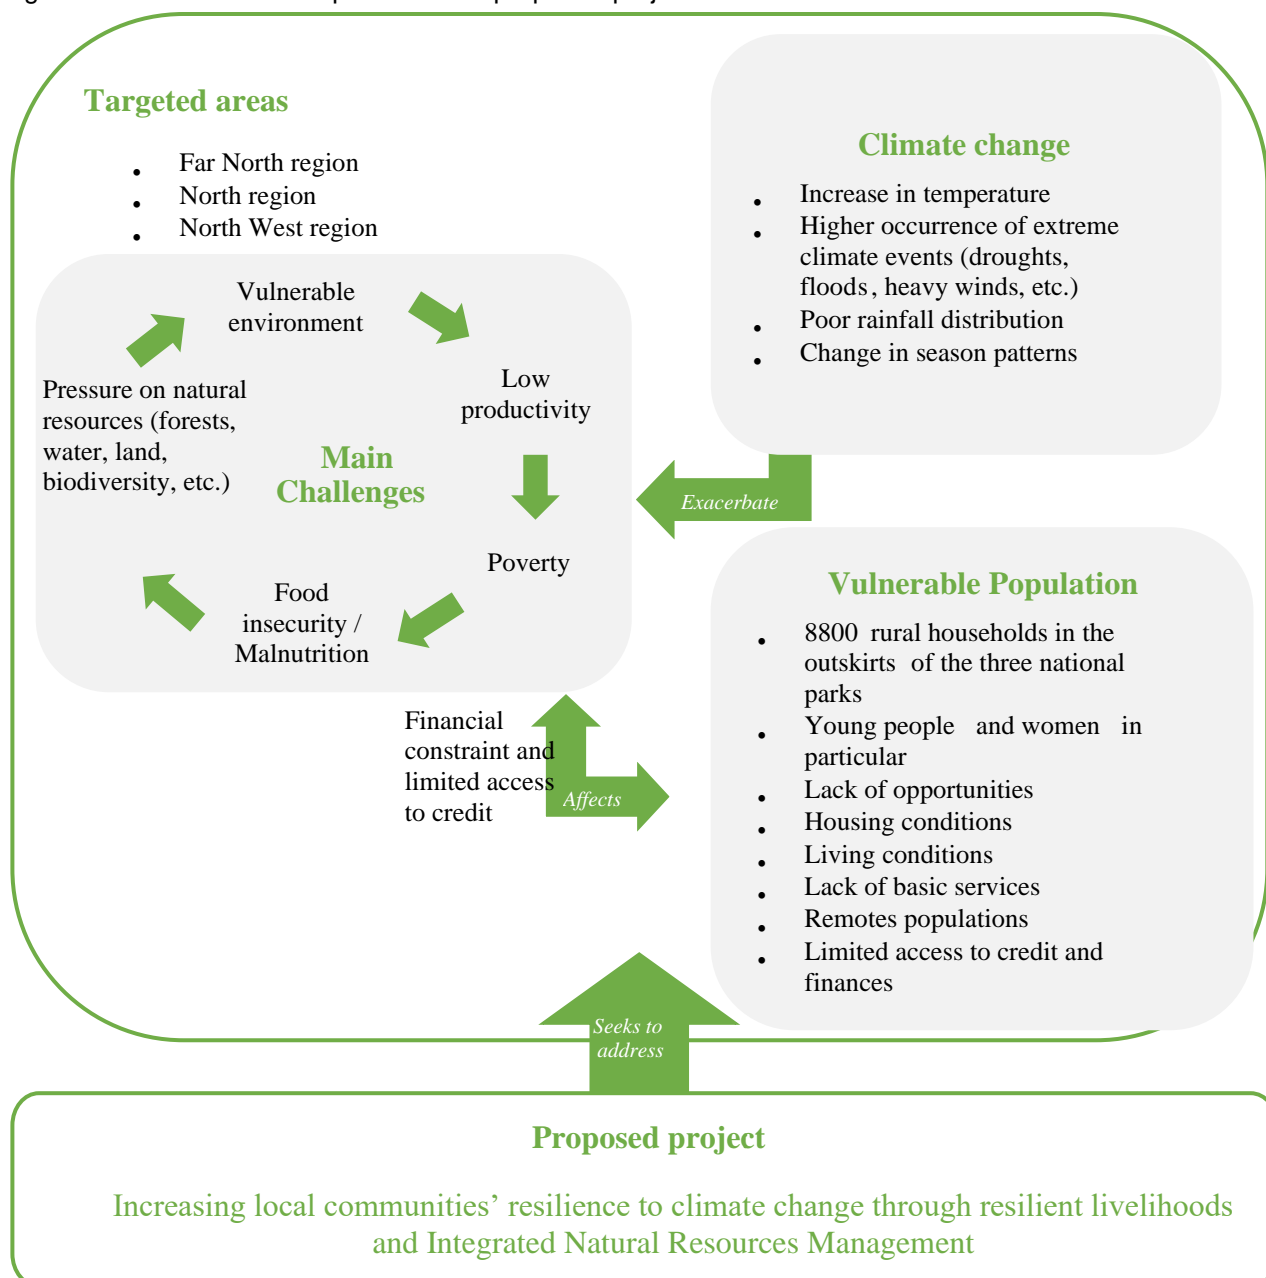 Targeted areas
• Far North region
• North region
• North West region
Climate change
• Increase in temperature
• Higher occurrence of extreme
climate events (droughts,
floods, heavy winds, etc.)
• Poor rainfall distribution
• Change in season patterns
Vulnerable
environment
Low
productivity
Pressure on natural
resources (forests,
water, land,
biodiversity, etc.)
Main
Challenges
Poverty
Food
insecurity /
Malnutrition
Exacerbate
Financial
constraint and
limited access
to credit
Affects
Vulnerable Population
• 8800 rural households in the
outskirts of the three national
parks
• Young people and women in
particular
• Lack of opportunities
• Housing conditions
• Living conditions
• Lack of basic services
• Remotes populations
• Limited access to credit and
finances
Seeks to
address
Proposed project
Increasing local communities’ resilience to climate change through resilient livelihoods
and Integrated Natural Resources Management